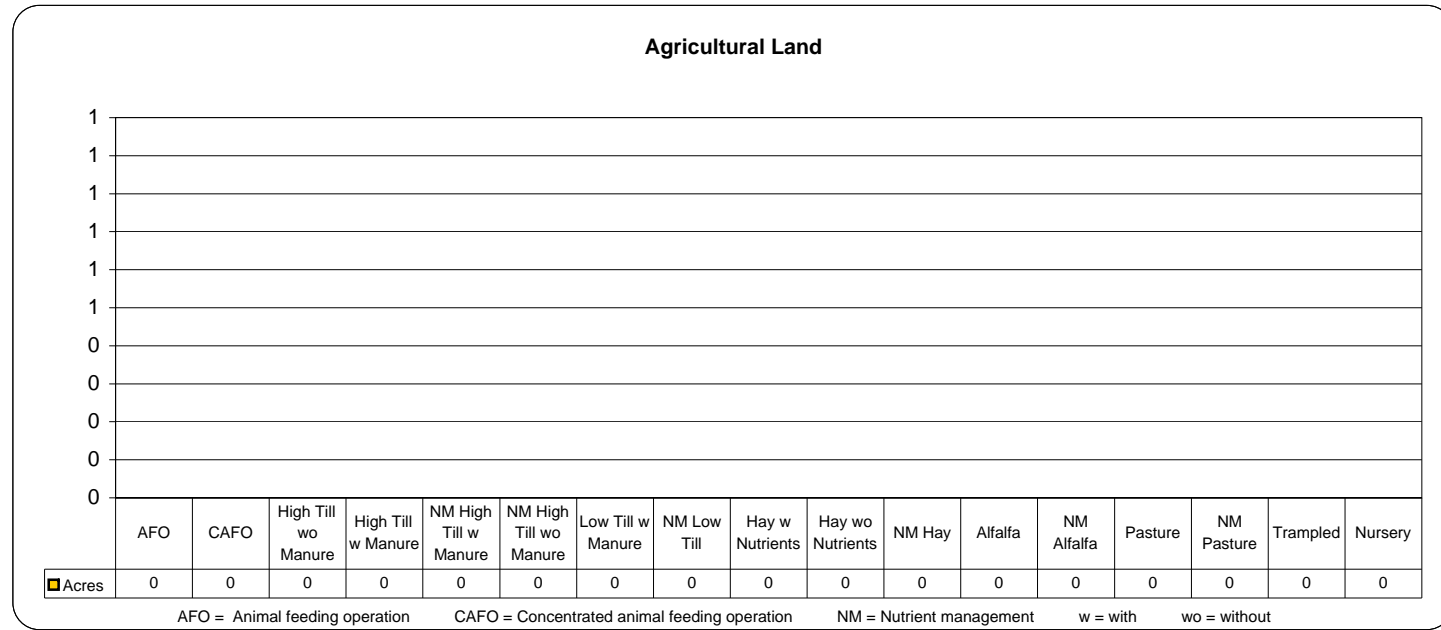 Agricultural Land
1
1
1
1
1
1
0
0
0
0
0
AFO CAFO High Till wo Manure High Till w Manure NM High Till w Manure NM High Till wo Manure Low Till w Manure NM Low Till Hay w Nutrients Hay wo Nutrients NM Hay Alfalfa NM Alfalfa Pasture NM Pasture Trampled Nursery
Acres 0 0 0 0 0 0 0 0 0 0 0 0 0 0 0 0 0
AFO = Animal feeding operation CAFO = Concentrated animal feeding operation NM = Nutrient management w = with wo = without